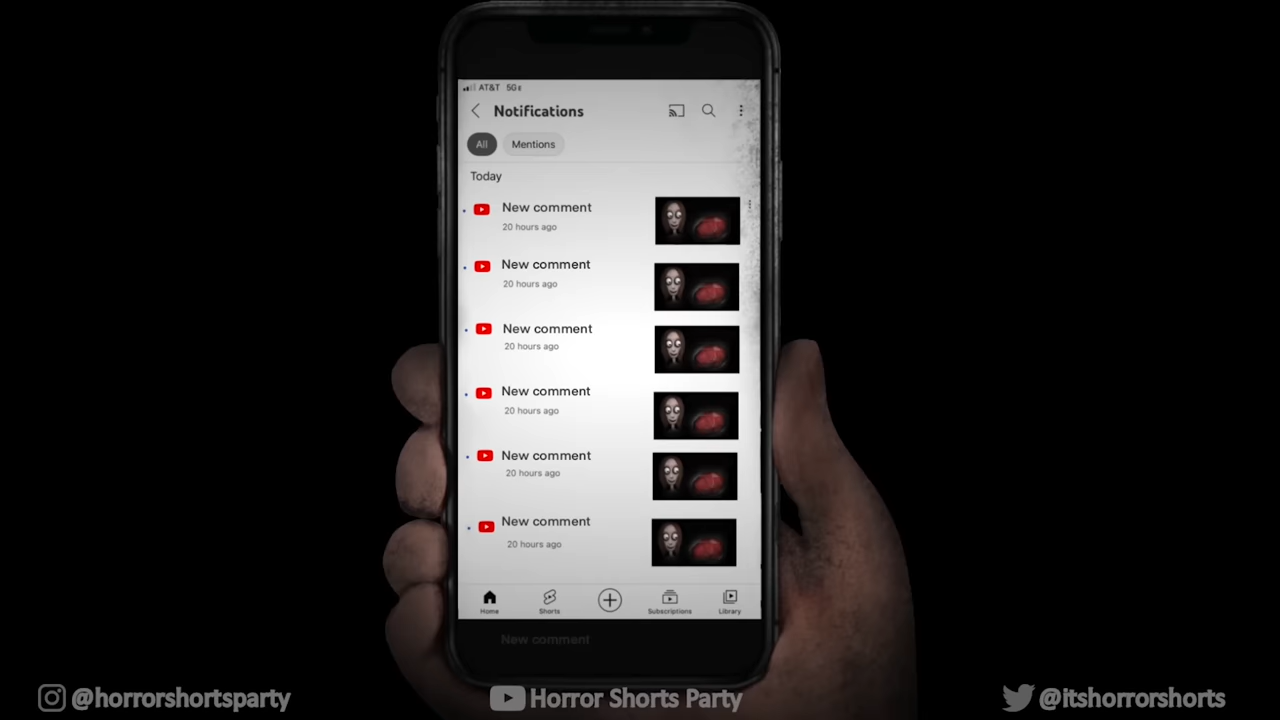 AT&T 5GE
Notifications
All Mentions
Today
New comment
20 hours ago
New comment
20 hours ago
New comment
20 hours ago
New comment
20 hours ago
New comment
20 hours ago
New comment
20 hours ago
Home Shorts Subscriptions Library
New comment
@horrorshortsparty Horror Shorts Party @itshorrorshorts